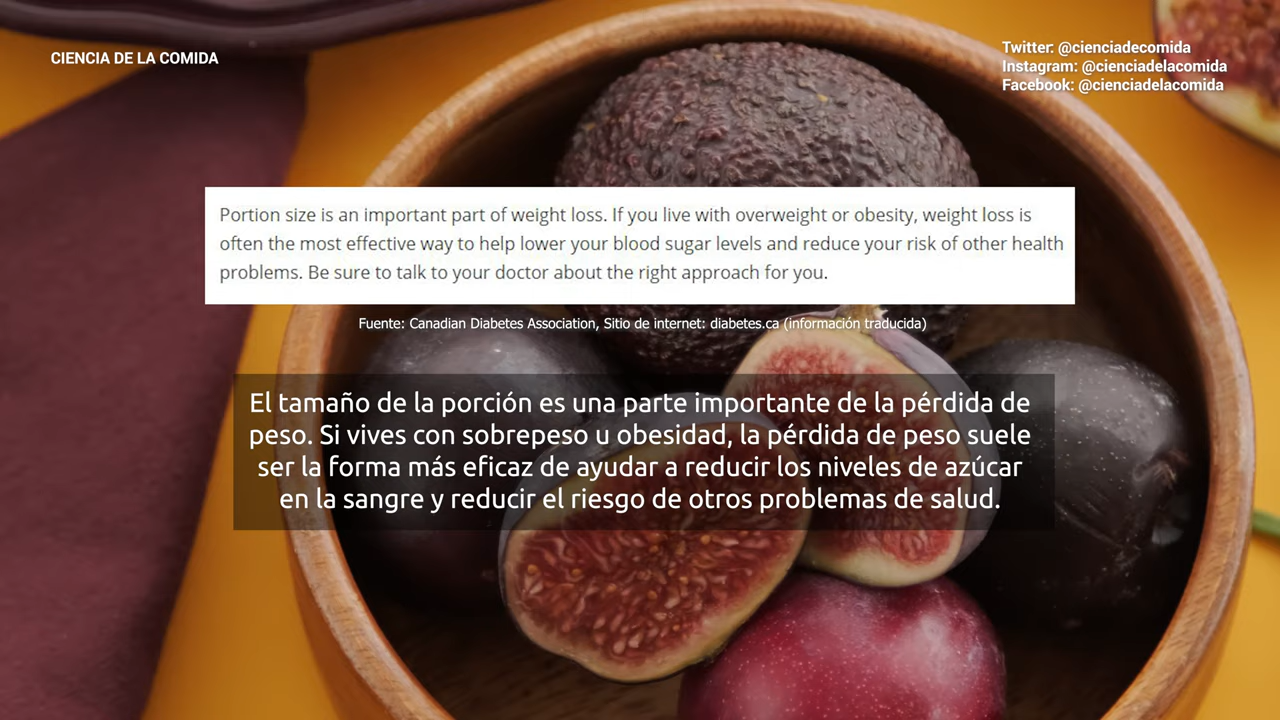 CIENCIA DE LA COMIDA
Twitter: @cienciadecomida
Instagram: @cienciadelacomida
Facebook: @cienciadelacomida
Portion size is an important part of weight loss. If you live with overweight or obesity, weight loss is
often the most effective way to help lower your blood sugar levels and reduce your risk of other health
problems. Be sure to talk to your doctor about the right approach for you.
Fuente: Canadian Diabetes Association, Sitio de internet: diabetes.ca (información traducida)
El tamaño de la porción es una parte importante de la pérdida de
peso. Si vives con sobrepeso u obesidad, la pérdida de peso suele
ser la forma más eficaz de ayudar a reducir los niveles de azúcar
en la sangre y reducir el riesgo de otros problemas de salud.